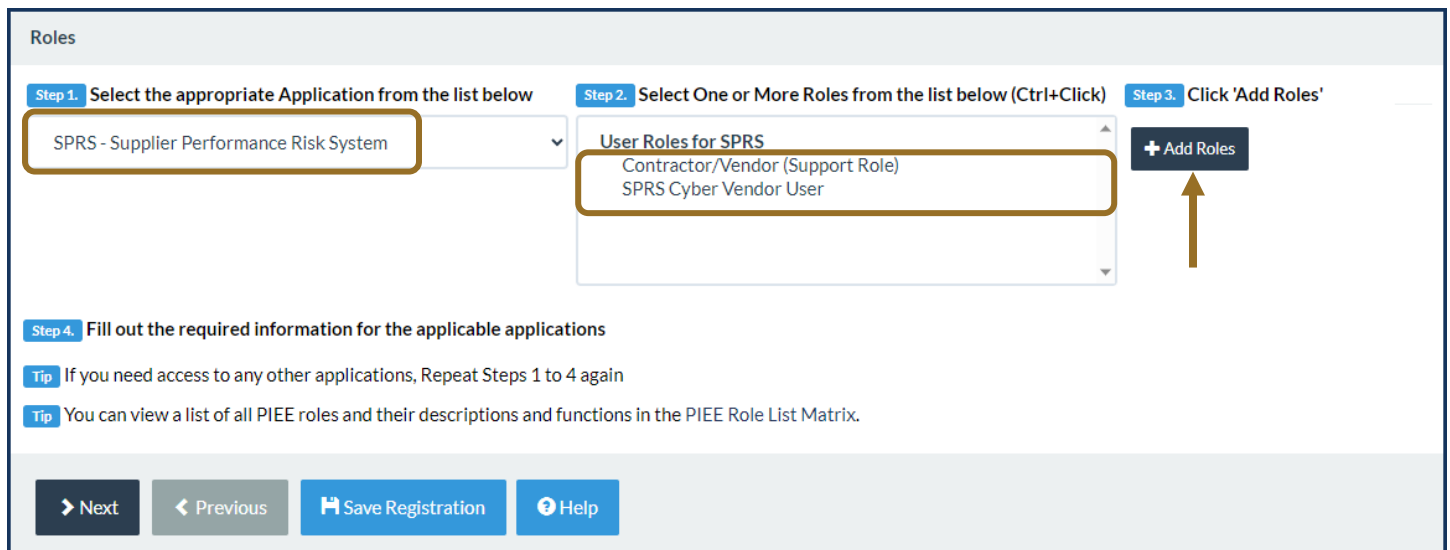 Roles
Step 1. Select the appropriate Application from the list below
SPRS - Supplier Performance Risk System
Step 2. Select One or More Roles from the list below (Ctrl+Click)
User Roles for SPRS
Contractor/Vendor (Support Role)
SPRS Cyber Vendor User
Step 3. Click 'Add Roles'
Add Roles
Step 4. Fill out the required information for the applicable applications
Tip If you need access to any other applications, Repeat Steps 1 to 4 again
Tip You can view a list of all PIEE roles and their descriptions and functions in the PIEE Role List Matrix.
Next
Previous
Save Registration
Help